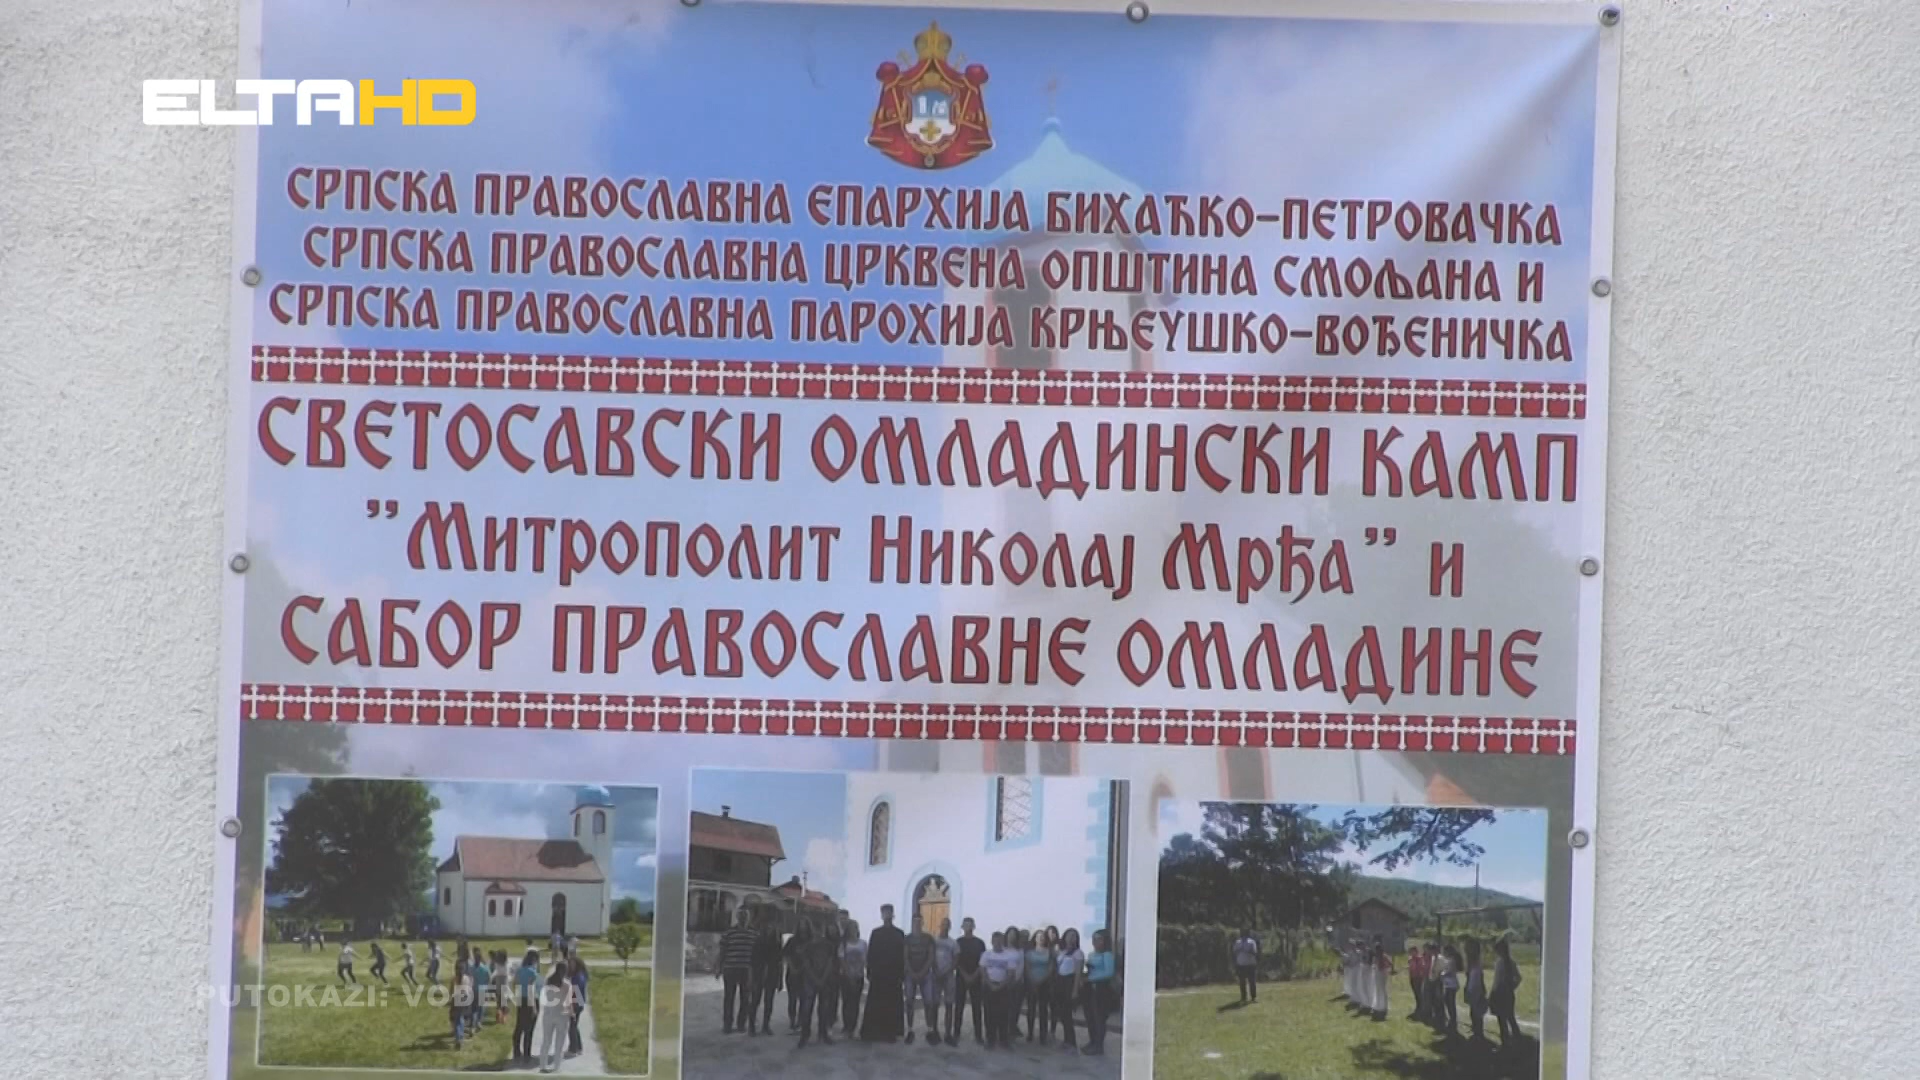 ELTAHD
СРПСКА ПРАВОСЛАВНА ЕПАРХИЈА БИХАЋКО-ПЕТРОВАЧКА
СРПСКА ПРАВОСЛАВНА ЦРКВЕНА ОПШТИНА СМОЉАНА И
СРПСКА ПРАВОСЛАВНА ПАРОХИЈА КРЊЕУШКО-ВОЂЕНИЧКА
СВЕТОСАВСКИ ОМЛАДИНСКИ КАМП
"Митрополит Николај Мрђа" и
САБОР ПРАВОСЛАВНЕ ОМЛАДИНЕ
PUTOKAZI: VOĐENICA